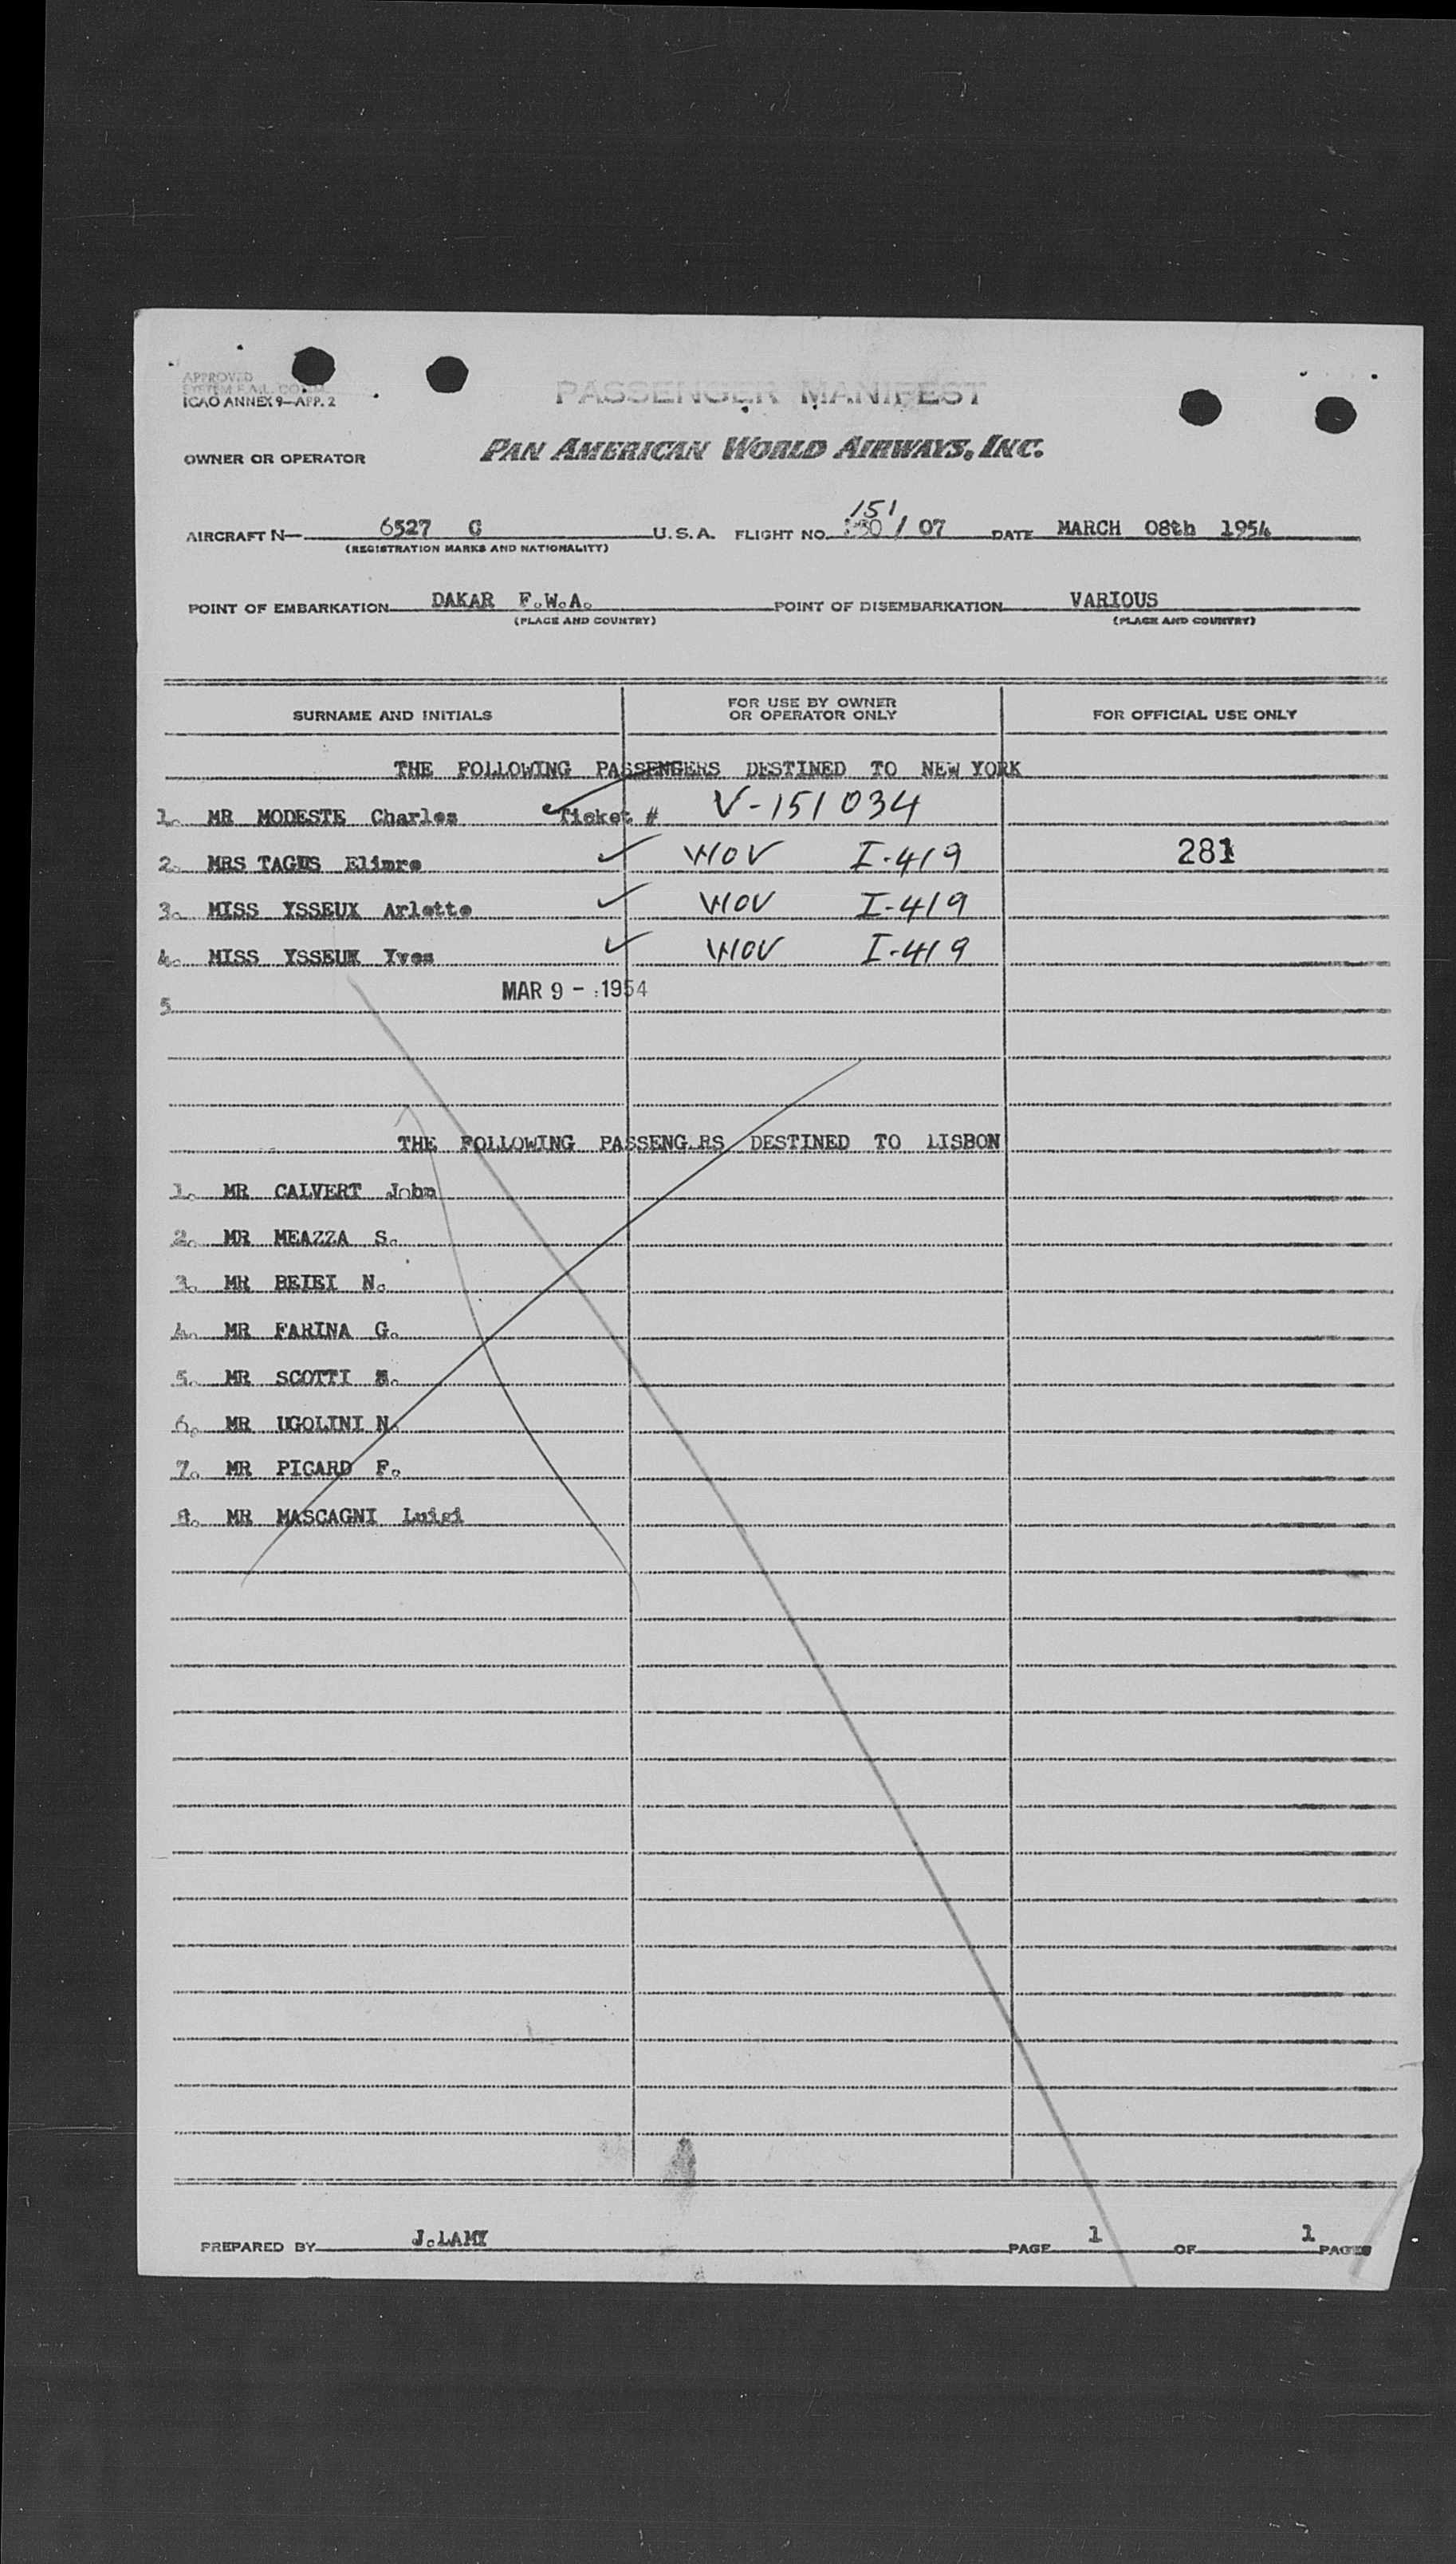 APPROVED
SYSTEM F.A.L. COMM.
ICAO ANNEX 9—APP. 2
PASSENGER MANIFEST
OWNER OR OPERATOR PAN AMERICAN WORLD AIRWAYS, INC.
151
AIRCRAFT N— 6527 C U.S.A. FLIGHT NO. / 07 DATE MARCH 08th 1954
(REGISTRATION MARKS AND NATIONALITY)
POINT OF EMBARKATION DAKAR F.W.A. POINT OF DISEMBARKATION VARIOUS
(PLACE AND COUNTRY) (PLACE AND COUNTRY)
SURNAME AND INITIALS FOR USE BY OWNER OR OPERATOR ONLY FOR OFFICIAL USE ONLY
THE FOLLOWING PASSENGERS DESTINED TO NEW YORK
1. MR MODESTE Charles Ticket # V-151034
2. MRS TAGUS Elimre WOV I-419 281
3. MISS YSSEUX Arlette WOV I-419
4. MISS YSSEUX Yves WOV I-419
5 MAR 9 - 1954
THE FOLLOWING PASSENGERS DESTINED TO LISBON
1. MR CALVERT John
2. MR MEAZZA S.
3. MR BEIEI N.
4. MR FARINA G.
5. MR SCOTTI
6. MR UGOLINI N.
7. MR PICARD F.
8. MR MASCAGNI Luigi
PREPARED BY J.LAMY PAGE 1 OF 1 PAGES